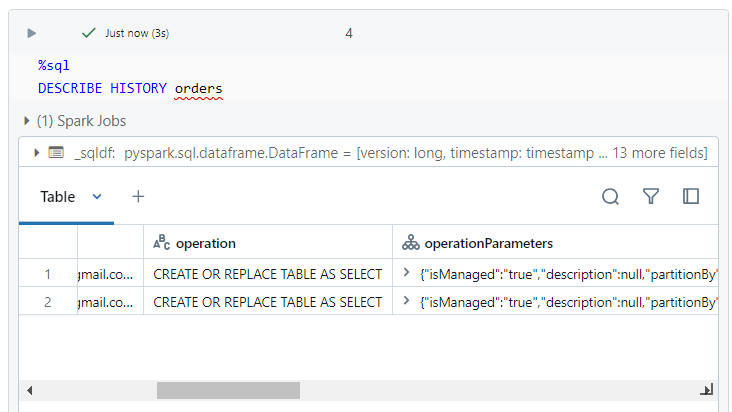 Just now (3s)
4
%sql
DESCRIBE HISTORY orders
(1) Spark Jobs
_sqldf: pyspark.sql.dataframe.DataFrame = [version: long, timestamp: timestamp ... 13 more fields]
Table
ABC operation operationParameters
1 gmail.co... CREATE OR REPLACE TABLE AS SELECT {"isManaged":"true","description":null,"partitionBy"
2 gmail.co... CREATE OR REPLACE TABLE AS SELECT {"isManaged":"true","description":null,"partitionBy"